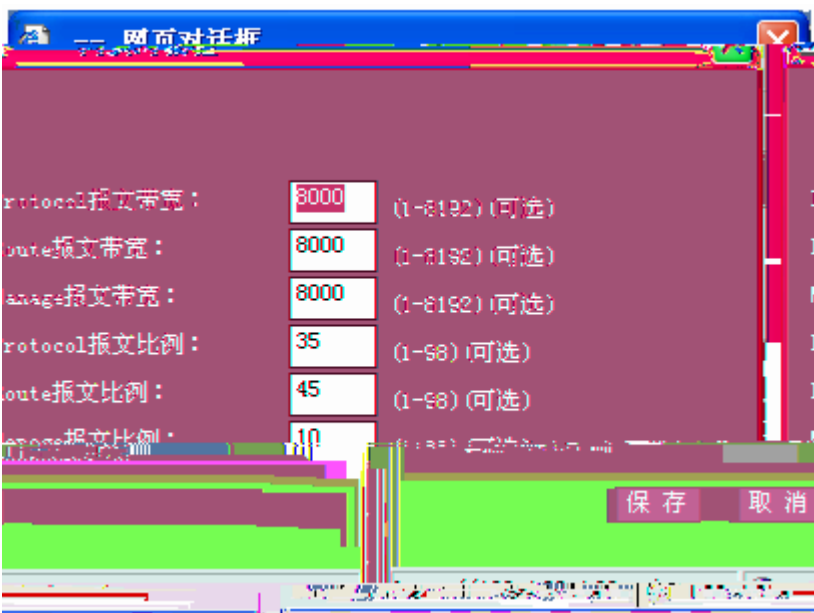 -- 网页对话框
rotocol报文带宽： 8000 (1-8192)(可选)
oute报文带宽： 8000 (1-8192)(可选)
anage报文带宽： 8000 (1-8192)(可选)
rotocol报文比例： 35 (1-98)(可选)
oute报文比例： 45 (1-98)(可选)
报文比例： 10
保存 取消